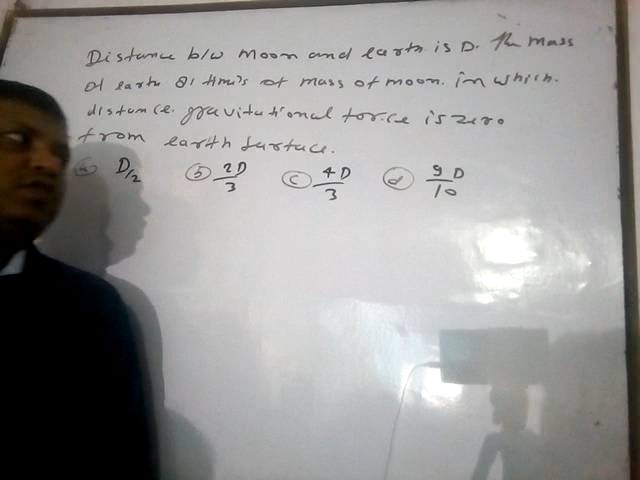 Distance b/w moon and earth is D. The mass
of earth 81 times of mass of moon. in which
distance gravitational force is zero
from earth surface.
(a) D/2 (b) 2D/3 (c) 4D/3 (d) 9D/10